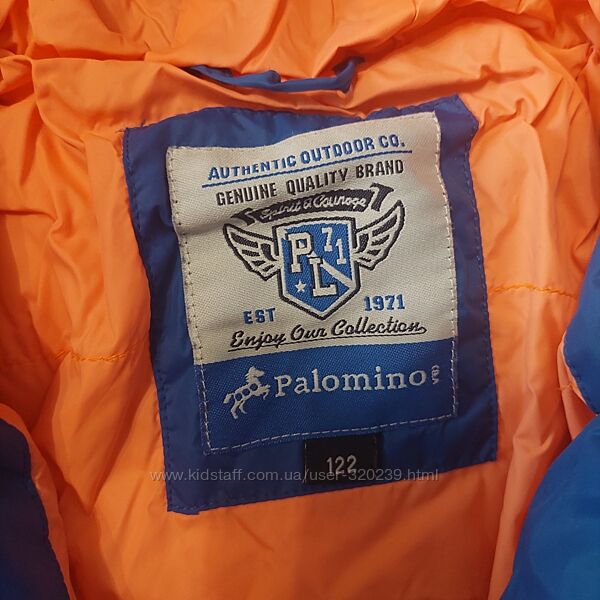 AUTHENTIC OUTDOOR CO.
GENUINE QUALITY BRAND
Spirit & Courage
P 71
L
EST 1971
Enjoy Our Collection
Palomino
122
www.kidstaff.com.ua/user-320239.html